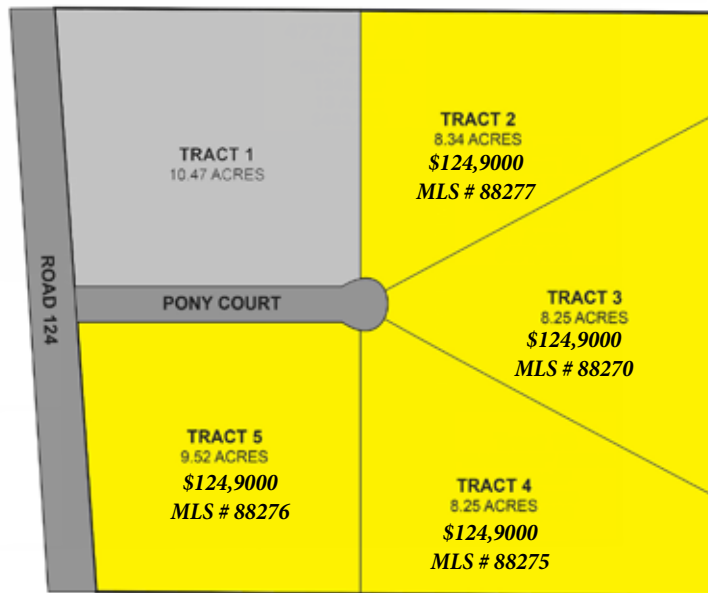 TRACT 1
10.47 ACRES
TRACT 2
8.34 ACRES
$124,9000
MLS # 88277
ROAD 124
PONY COURT
TRACT 3
8.25 ACRES
$124,9000
MLS # 88270
TRACT 5
9.52 ACRES
$124,9000
MLS # 88276
TRACT 4
8.25 ACRES
$124,9000
MLS # 88275